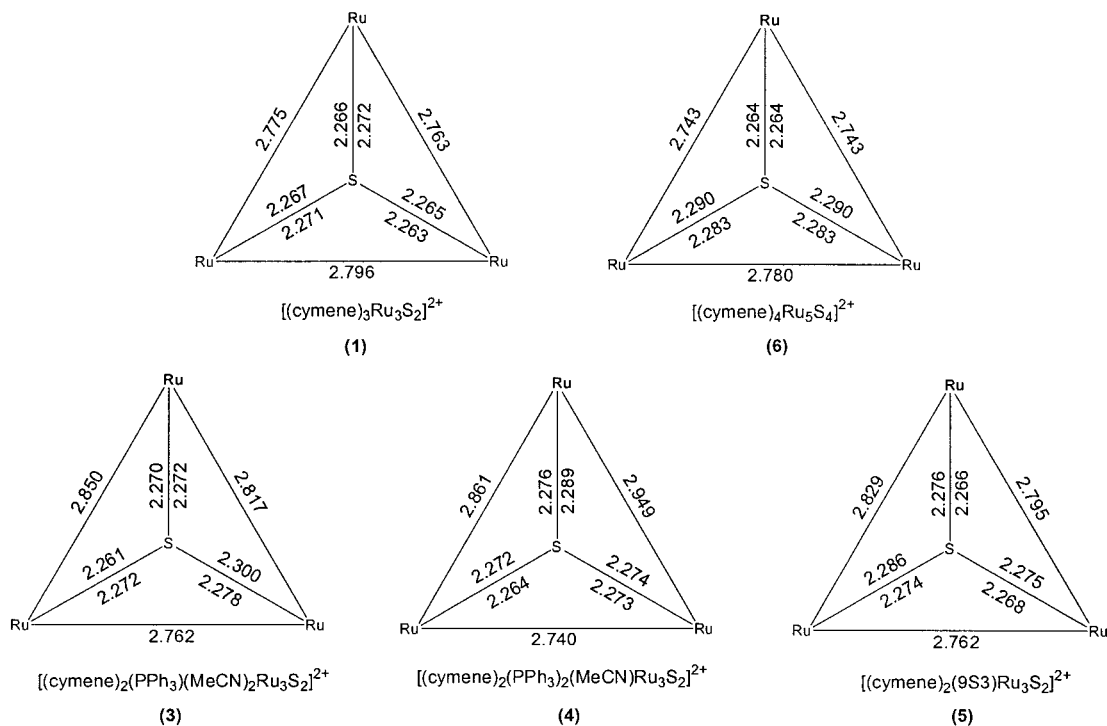 Ru
2.775
2.266
2.272
2.763
S
2.267
2.271
2.265
2.263
Ru
Ru
2.796
[(cymene)₃Ru₃S₂]²⁺
(1)
Ru
2.743
2.264
2.264
2.743
S
2.290
2.283
2.290
2.283
Ru
Ru
2.780
[(cymene)₄Ru₅S₄]²⁺
(6)
Ru
2.850
2.270
2.272
2.817
S
2.261
2.272
2.300
2.278
Ru
Ru
2.762
[(cymene)₂(PPh₃)(MeCN)₂Ru₃S₂]²⁺
(3)
Ru
2.861
2.276
2.289
2.949
S
2.272
2.264
2.274
2.273
Ru
Ru
2.740
[(cymene)₂(PPh₃)₂(MeCN)Ru₃S₂]²⁺
(4)
Ru
2.829
2.276
2.266
2.795
S
2.286
2.274
2.275
2.268
Ru
Ru
2.762
[(cymene)₂(9S3)Ru₃S₂]²⁺
(5)